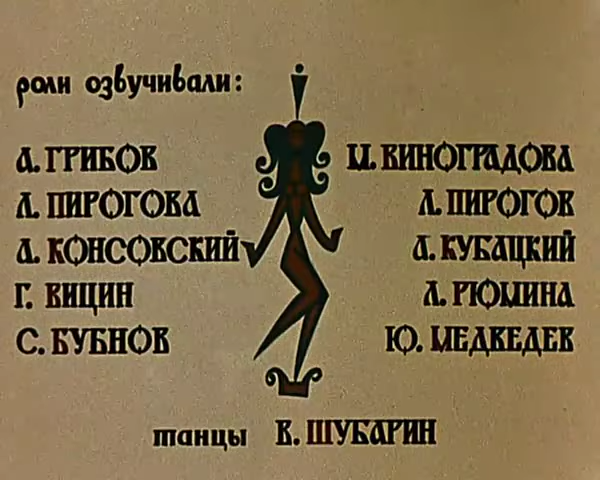 роли озвучивали:
А. ГРИБОВ
Л. ПИРОГОВА
А. КОНСОВСКИЙ
Г. ВИЦИН
С. БУБНОВ
М. ВИНОГРАДОВА
Л. ПИРОГОВ
А. КУБАЦКИЙ
Л. РЮМИНА
Ю. МЕДВЕДЕВ
танцы В. ШУБАРИН